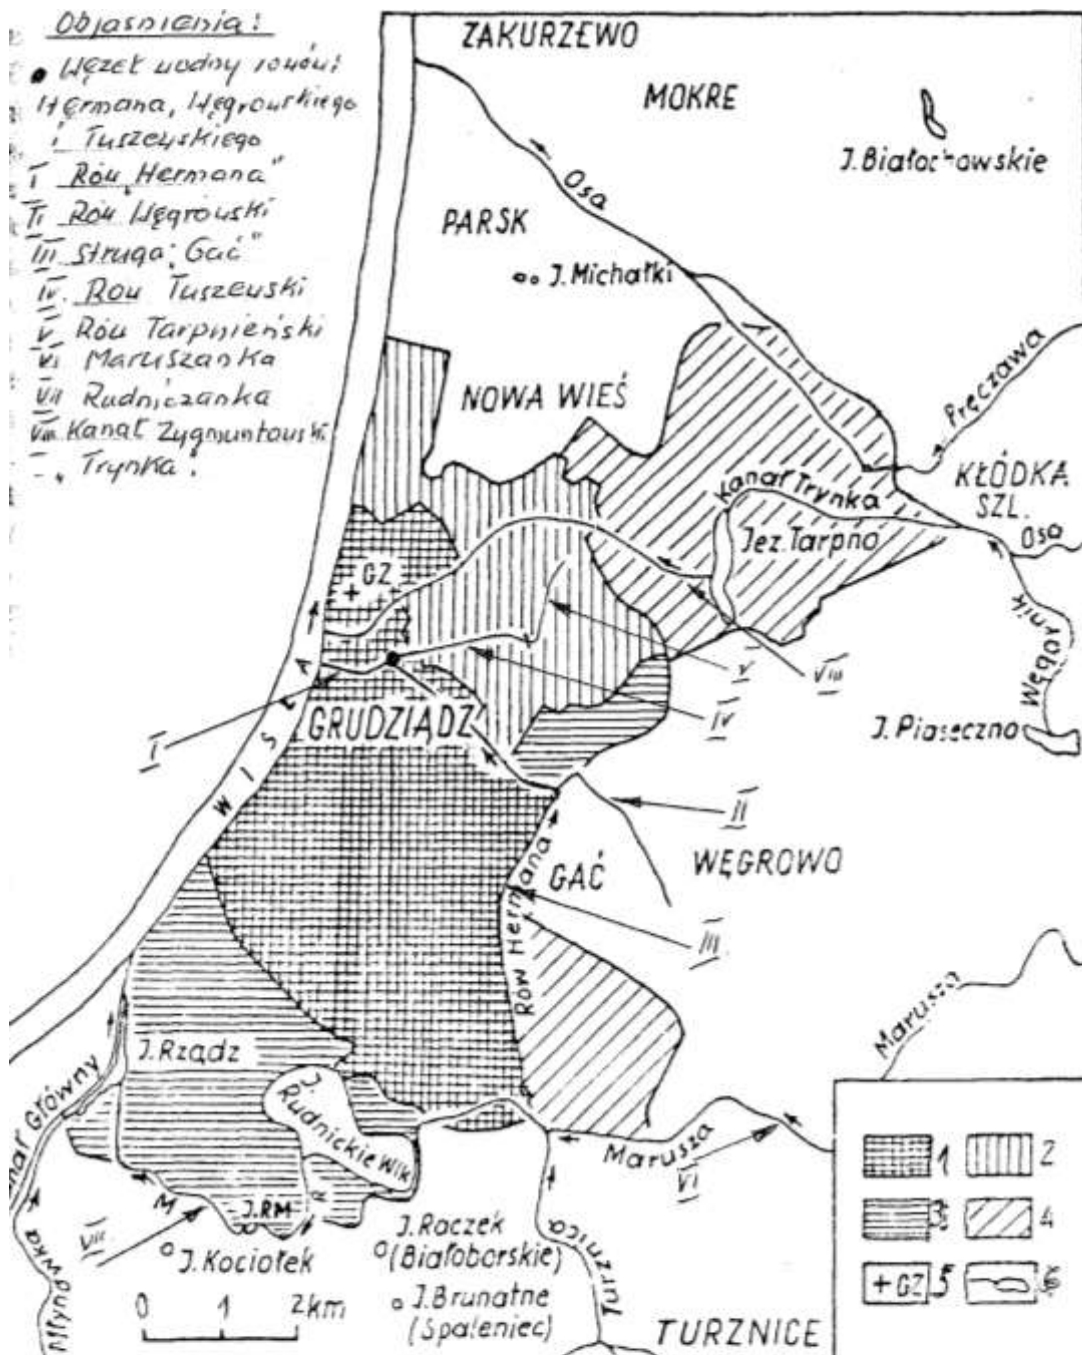 Objaśnienia:
Węzeł wodny rowów:
Hermana, Węgrowskiego
i Tuszewskiego
I Rów „Hermana"
II Rów Węgrowski
III Struga „Gać"
IV. Rów Tuszewski
V Rów Tarpnieński
VI Maruszanka
VII Rudniczanka
VIII Kanał Zygmuntowski
- „Trynka".
ZAKURZEWO
MOKRE
J. Białochowskie
Osa
PARSK
J. Michałki
NOWA WIEŚ
Pręczawa
KŁÓDKA
SZL.
Kanał Trynka
Jez. Tarpno
Osa
+ GZ
Węgorznik
V
VIII
IV
I
WISŁA
GRUDZIĄDZ
J. Piaseczno
II
WĘGROWO
GAĆ
Rów Hermana
III.
Marusza
J. Rządz
Główny
J.
Rudnickie Wlk
Marusza
VI
M
J. RM
R
VII
J. Kociołek
J. Raczek
(Białoborskie)
J. Brunatne
(Spaleniec)
Turznica
TURZNICE
Młynówka
0 1 2km
1 2
3 4
+ GZ 5 6